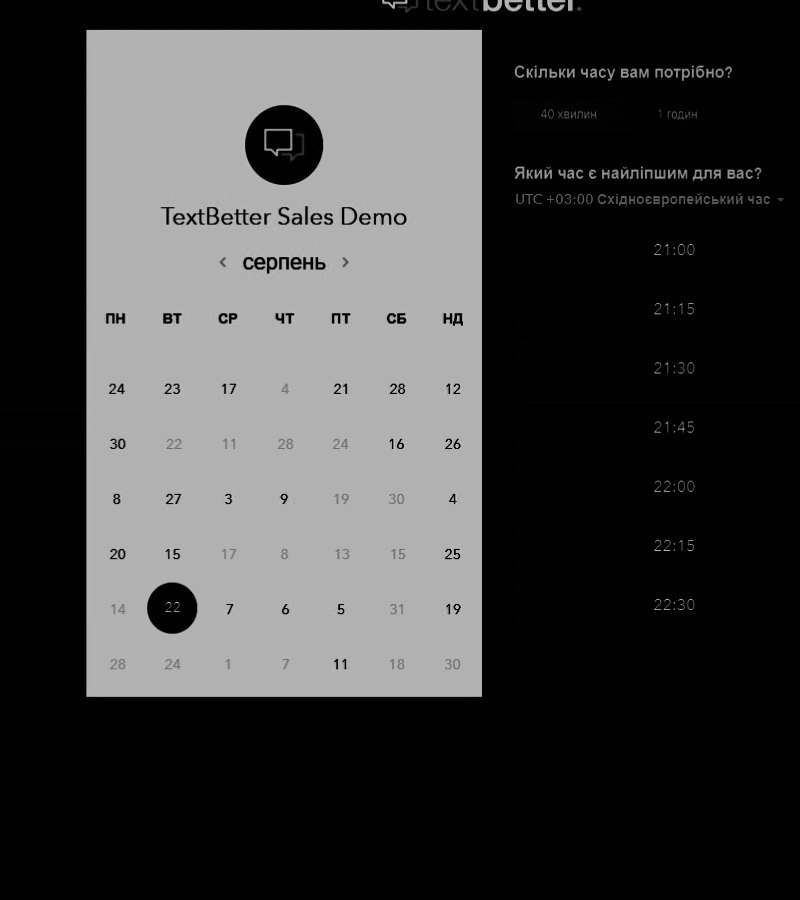 textbetter.
TextBetter Sales Demo
серпень
ПН ВТ СР ЧТ ПТ СБ НД
24 23 17 4 21 28 12
30 22 11 28 24 16 26
8 27 3 9 19 30 4
20 15 17 8 13 15 25
14 22 7 6 5 31 19
28 24 1 7 11 18 30
Скільки часу вам потрібно?
40 хвилин 1 годин
Який час є найліпшим для вас?
UTC +03:00 Східноєвропейський час
21:00
21:15
21:30
21:45
22:00
22:15
22:30